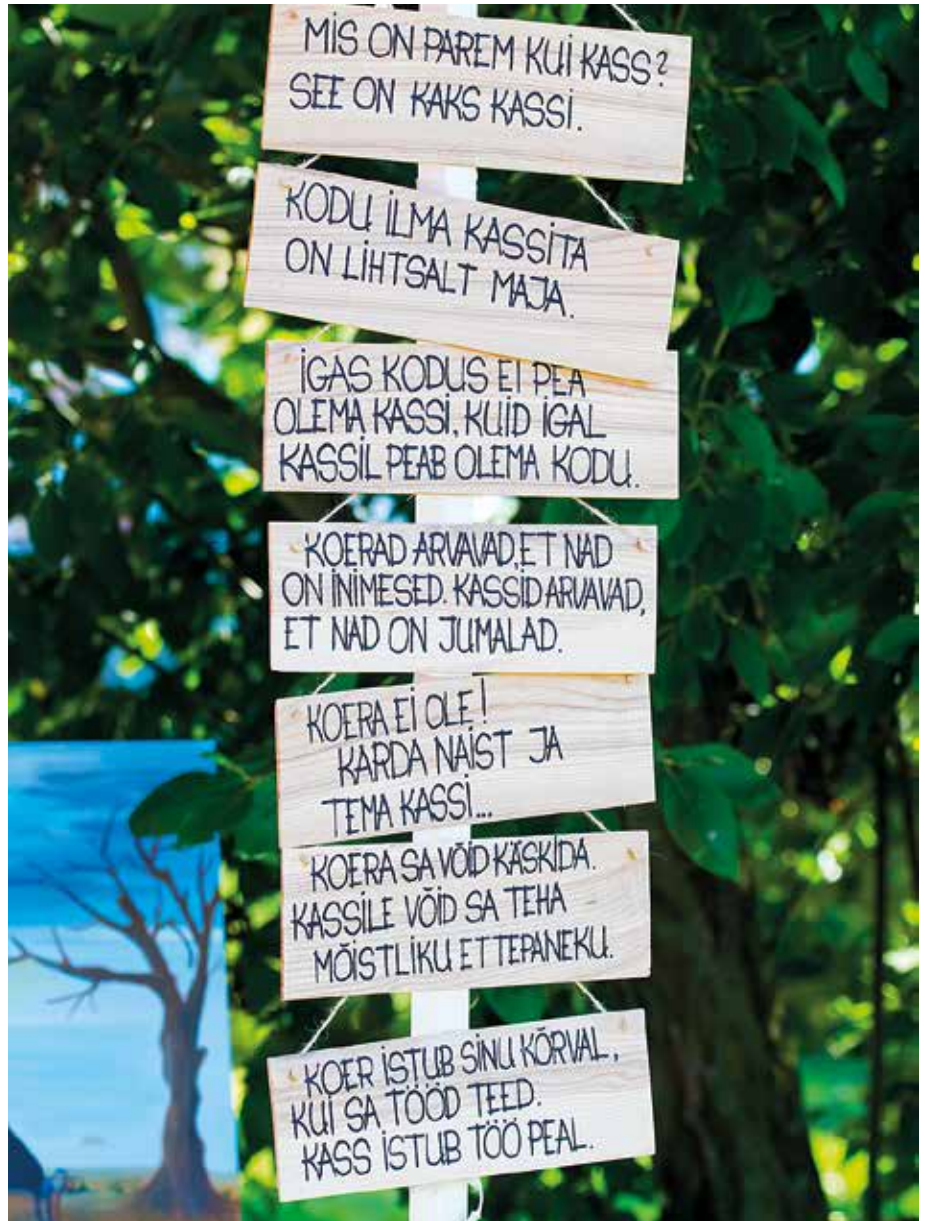 MIS ON PAREM KUI KASS?
SEE ON KAKS KASSI.
KODU ILMA KASSITA
ON LIHTSALT MAJA.
IGAS KODUS EI PEA
OLEMA KASSI, KUID IGAL
KASSIL PEAB OLEMA KODU.
KOERAD ARVAVAD, ET NAD
ON INIMESED. KASSID ARVAVAD,
ET NAD ON JUMALAD.
KOERA EI OLE!
KARDA NAIST JA
TEMA KASSI...
KOERA SA VÕID KÄSKIDA.
KASSILE VÕID SA TEHA
MÕISTLIKU ETTEPANEKU.
KOER ISTUB SINU KÕRVAL,
KUI SA TÖÖD TEED.
KASS ISTUB TÖÖ PEAL.